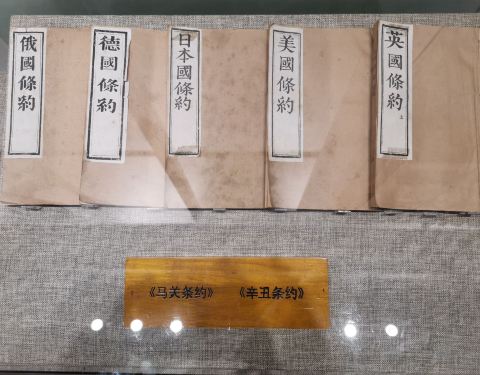 俄國條約
德國條約
日本國條約
美國條約
英國條約 上
《马关条约》 《辛丑条约》